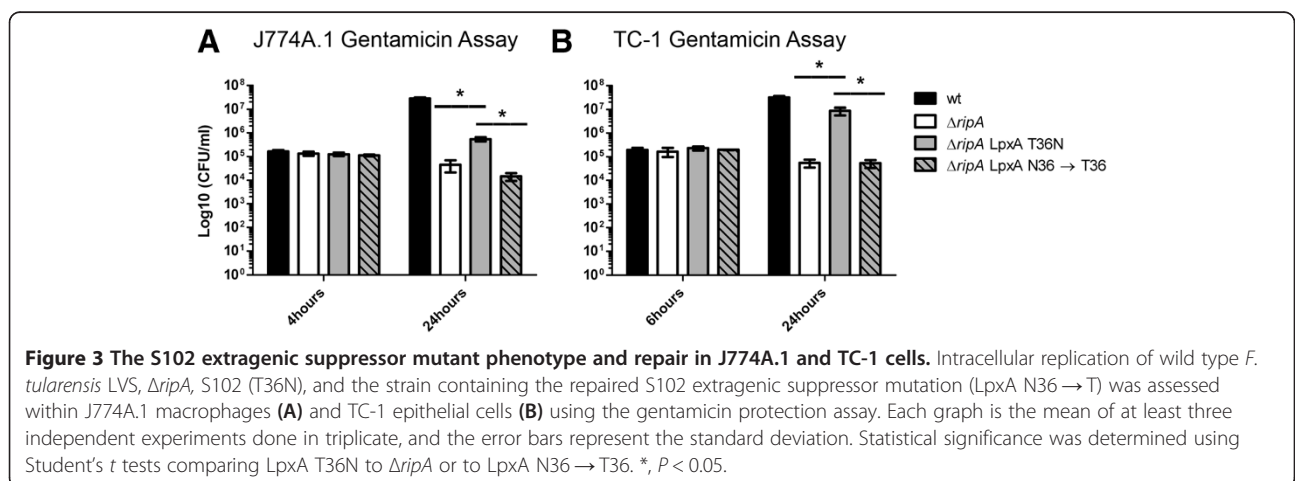 A J774A.1 Gentamicin Assay
B TC-1 Gentamicin Assay
Log10 (CFU/ml)
10⁸
10⁷
10⁶
10⁵
10⁴
10³
10²
10¹
10⁰
4hours
24hours
*
*
10⁸
10⁷
10⁶
10⁵
10⁴
10³
10²
10¹
10⁰
6hours
24hours
*
*
wt
ΔripA
ΔripA LpxA T36N
ΔripA LpxA N36 → T36
Figure 3 The S102 extragenic suppressor mutant phenotype and repair in J774A.1 and TC-1 cells. Intracellular replication of wild type F.
tularensis LVS, ΔripA, S102 (T36N), and the strain containing the repaired S102 extragenic suppressor mutation (LpxA N36 → T) was assessed
within J774A.1 macrophages (A) and TC-1 epithelial cells (B) using the gentamicin protection assay. Each graph is the mean of at least three
independent experiments done in triplicate, and the error bars represent the standard deviation. Statistical significance was determined using
Student's t tests comparing LpxA T36N to ΔripA or to LpxA N36 → T36. *, P < 0.05.